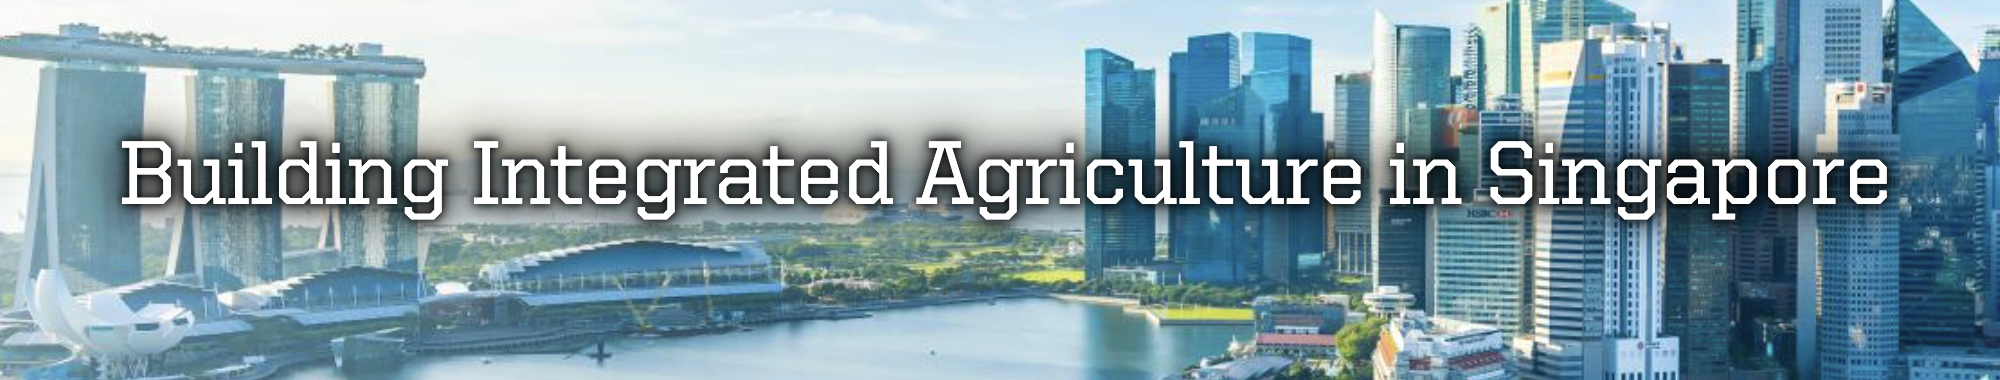 Building Integrated Agriculture in Singapore
HSBC